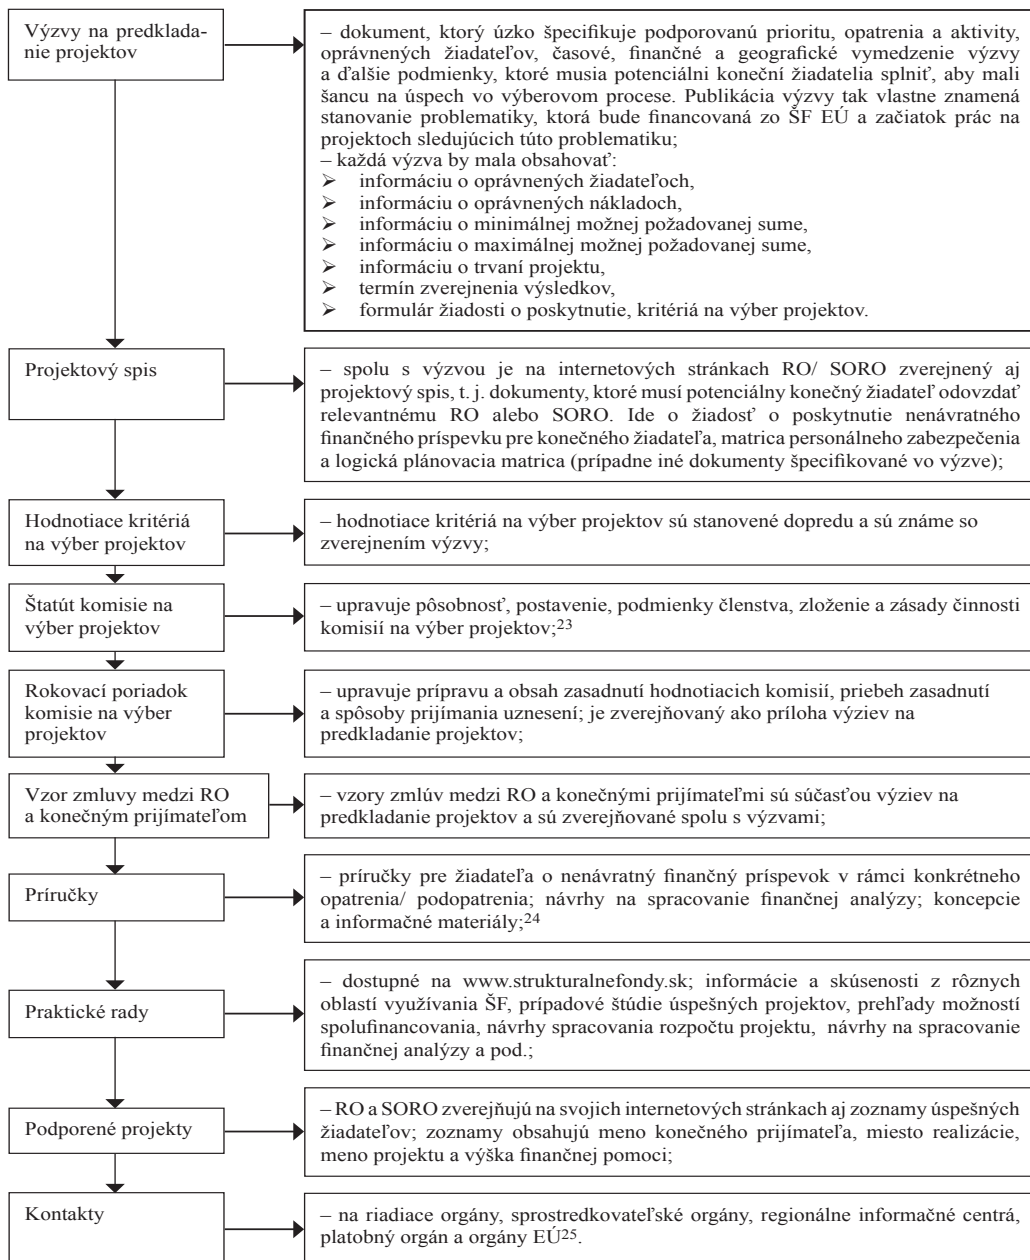 Výzvy na predklada-
nie projektov
– dokument, ktorý úzko špecifikuje podporovanú prioritu, opatrenia a aktivity,
oprávnených žiadateľov, časové, finančné a geografické vymedzenie výzvy
a ďalšie podmienky, ktoré musia potenciálni koneční žiadatelia splniť, aby mali
šancu na úspech vo výberovom procese. Publikácia výzvy tak vlastne znamená
stanovanie problematiky, ktorá bude financovaná zo ŠF EÚ a začiatok prác na
projektoch sledujúcich túto problematiku;
– každá výzva by mala obsahovať:
➢ informáciu o oprávnených žiadateľoch,
➢ informáciu o oprávnených nákladoch,
➢ informáciu o minimálnej možnej požadovanej sume,
➢ informáciu o maximálnej možnej požadovanej sume,
➢ informáciu o trvaní projektu,
➢ termín zverejnenia výsledkov,
➢ formulár žiadosti o poskytnutie, kritériá na výber projektov.
Projektový spis
– spolu s výzvou je na internetových stránkach RO/ SORO zverejnený aj
projektový spis, t. j. dokumenty, ktoré musí potenciálny konečný žiadateľ odovzdať
relevantnému RO alebo SORO. Ide o žiadosť o poskytnutie nenávratného
finančného príspevku pre konečného žiadateľa, matrica personálneho zabezpečenia
a logická plánovacia matrica (prípadne iné dokumenty špecifikované vo výzve);
Hodnotiace kritériá
na výber projektov
– hodnotiace kritériá na výber projektov sú stanovené dopredu a sú známe so
zverejnením výzvy;
Štatút komisie na
výber projektov
– upravuje pôsobnosť, postavenie, podmienky členstva, zloženie a zásady činnosti
komisií na výber projektov;23
Rokovací poriadok
komisie na výber
projektov
– upravuje prípravu a obsah zasadnutí hodnotiacich komisií, priebeh zasadnutí
a spôsoby prijímania uznesení; je zverejňovaný ako príloha výziev na
predkladanie projektov;
Vzor zmluvy medzi RO
a konečným prijímateľom
– vzory zmlúv medzi RO a konečnými prijímateľmi sú súčasťou výziev na
predkladanie projektov a sú zverejňované spolu s výzvami;
Príručky
– príručky pre žiadateľa o nenávratný finančný príspevok v rámci konkrétneho
opatrenia/ podopatrenia; návrhy na spracovanie finančnej analýzy; koncepcie
a informačné materiály;24
Praktické rady
– dostupné na www.strukturalnefondy.sk; informácie a skúsenosti z rôznych
oblastí využívania ŠF, prípadové štúdie úspešných projektov, prehľady možností
spolufinancovania, návrhy spracovania rozpočtu projektu, návrhy na spracovanie
finančnej analýzy a pod.;
Podporené projekty
– RO a SORO zverejňujú na svojich internetových stránkach aj zoznamy úspešných
žiadateľov; zoznamy obsahujú meno konečného prijímateľa, miesto realizácie,
meno projektu a výška finančnej pomoci;
Kontakty
– na riadiace orgány, sprostredkovateľské orgány, regionálne informačné centrá,
platobný orgán a orgány EÚ25.